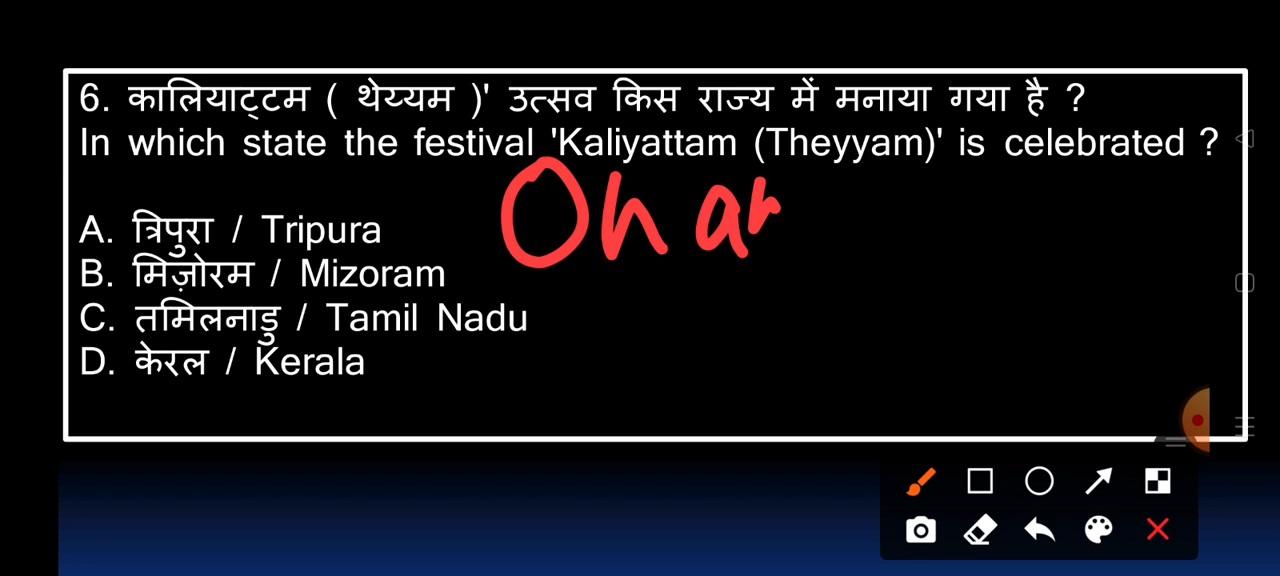 6. कालियाट्टम ( थेय्यम )' उत्सव किस राज्य में मनाया गया है ?
In which state the festival 'Kaliyattam (Theyyam)' is celebrated ?
Oh an
A. त्रिपुरा / Tripura
B. मिज़ोरम / Mizoram
C. तमिलनाडु / Tamil Nadu
D. केरल / Kerala